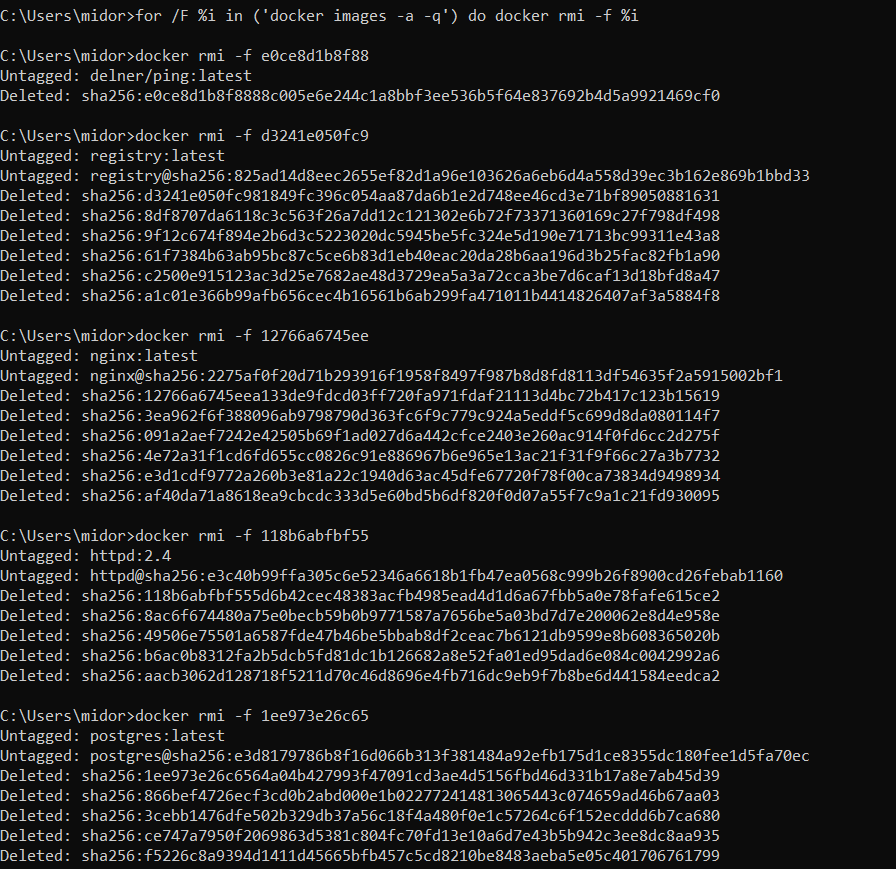 C:\Users\midor>for /F %i in ('docker images -a -q') do docker rmi -f %i
C:\Users\midor>docker rmi -f e0ce8d1b8f88
Untagged: delner/ping:latest
Deleted: sha256:e0ce8d1b8f8888c005e6e244c1a8bbf3ee536b5f64e837692b4d5a9921469cf0
C:\Users\midor>docker rmi -f d3241e050fc9
Untagged: registry:latest
Untagged: registry@sha256:825ad14d8eec2655ef82d1a96e103626a6eb6d4a558d39ec3b162e869b1bbd33
Deleted: sha256:d3241e050fc981849fc396c054aa87da6b1e2d748ee46cd3e71bf89050881631
Deleted: sha256:8df8707da6118c3c563f26a7dd12c121302e6b72f73371360169c27f798df498
Deleted: sha256:9f12c674f894e2b6d3c5223020dc5945be5fc324e5d190e71713bc99311e43a8
Deleted: sha256:61f7384b63ab95bc87c5ce6b83d1eb40eac20da28b6aa196d3b25fac82fb1a90
Deleted: sha256:c2500e915123ac3d25e7682ae48d3729ea5a3a72cca3be7d6caf13d18bfd8a47
Deleted: sha256:a1c01e366b99afb656cec4b16561b6ab299fa471011b4414826407af3a5884f8
C:\Users\midor>docker rmi -f 12766a6745ee
Untagged: nginx:latest
Untagged: nginx@sha256:2275af0f20d71b293916f1958f8497f987b8d8fd8113df54635f2a5915002bf1
Deleted: sha256:12766a6745eea133de9fdcd03ff720fa971fdaf21113d4bc72b417c123b15619
Deleted: sha256:3ea962f6f388096ab9798790d363fc6f9c779c924a5eddf5c699d8da080114f7
Deleted: sha256:091a2aef7242e42505b69f1ad027d6a442cfce2403e260ac914f0fd6cc2d275f
Deleted: sha256:4e72a31f1cd6fd655cc0826c91e886967b6e965e13ac21f31f9f66c27a3b7732
Deleted: sha256:e3d1cdf9772a260b3e81a22c1940d63ac45dfe67720f78f00ca73834d9498934
Deleted: sha256:af40da71a8618ea9cbcdc333d5e60bd5b6df820f0d07a55f7c9a1c21fd930095
C:\Users\midor>docker rmi -f 118b6abfbf55
Untagged: httpd:2.4
Untagged: httpd@sha256:e3c40b99ffa305c6e52346a6618b1fb47ea0568c999b26f8900cd26febab1160
Deleted: sha256:118b6abfbf555d6b42cec48383acfb4985ead4d1d6a67fbb5a0e78fafe615ce2
Deleted: sha256:8ac6f674480a75e0becb59b0b9771587a7656be5a03bd7d7e200062e8d4e958e
Deleted: sha256:49506e75501a6587fde47b46be5bbab8df2ceac7b6121db9599e8b608365020b
Deleted: sha256:b6ac0b8312fa2b5dcb5fd81dc1b126682a8e52fa01ed95dad6e084c0042992a6
Deleted: sha256:aacb3062d128718f5211d70c46d8696e4fb716dc9eb9f7b8be6d441584eedca2
C:\Users\midor>docker rmi -f 1ee973e26c65
Untagged: postgres:latest
Untagged: postgres@sha256:e3d8179786b8f16d066b313f381484a92efb175d1ce8355dc180fee1d5fa70ec
Deleted: sha256:1ee973e26c6564a04b427993f47091cd3ae4d5156fbd46d331b17a8e7ab45d39
Deleted: sha256:866bef4726ecf3cd0b2abd000e1b022772414813065443c074659ad46b67aa03
Deleted: sha256:3cebb1476dfe502b329db37a56c18f4a480f0e1c57264c6f152ecddd6b7ca680
Deleted: sha256:ce747a7950f2069863d5381c804fc70fd13e10a6d7e43b5b942c3ee8dc8aa935
Deleted: sha256:f5226c8a9394d1411d45665bfb457c5cd8210be8483aeba5e05c401706761799